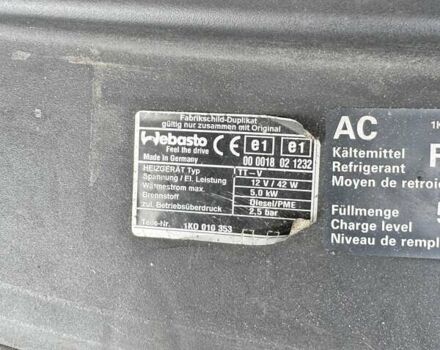 Fabrikschild-Duplikat
gültig nur zusammen mit Original
Webasto CE e1 e1
Feel the drive
Made in Germany 00 0018 02 1232
HEIZGERÄT Typ TT-V
Spannung / El. Leistung 12 V / 42 W
Wärmestrom max. 5,0 kW
Brennstoff Diesel/PME
zul. Betriebsüberdruck 2,5 bar
Teile-Nr. 1K0 010 353
AC 1K
Kältemittel
Refrigerant
Moyen de refroi
Füllmenge
Charge level
Niveau de rempl